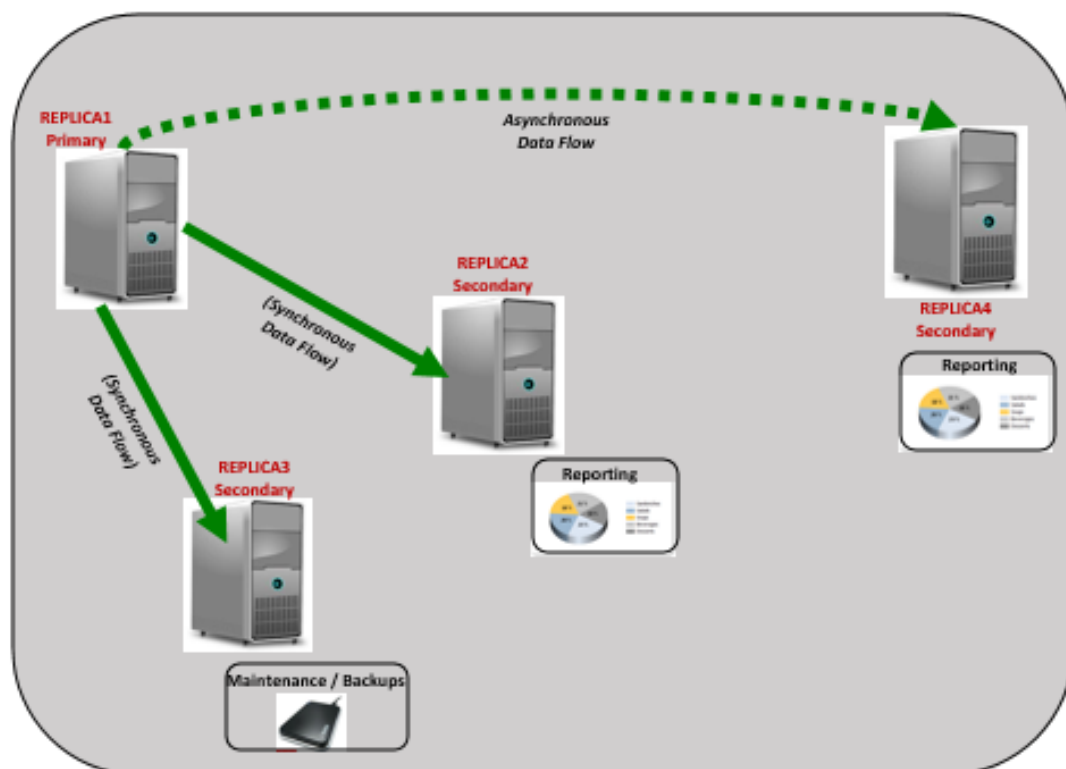 REPLICA1
Primary
Asynchronous
Data Flow
REPLICA2
Secondary
(Synchronous
Data Flow)
REPLICA4
Secondary
Reporting
(Synchronous
Data Flow)
REPLICA3
Secondary
Reporting
Maintenance / Backups